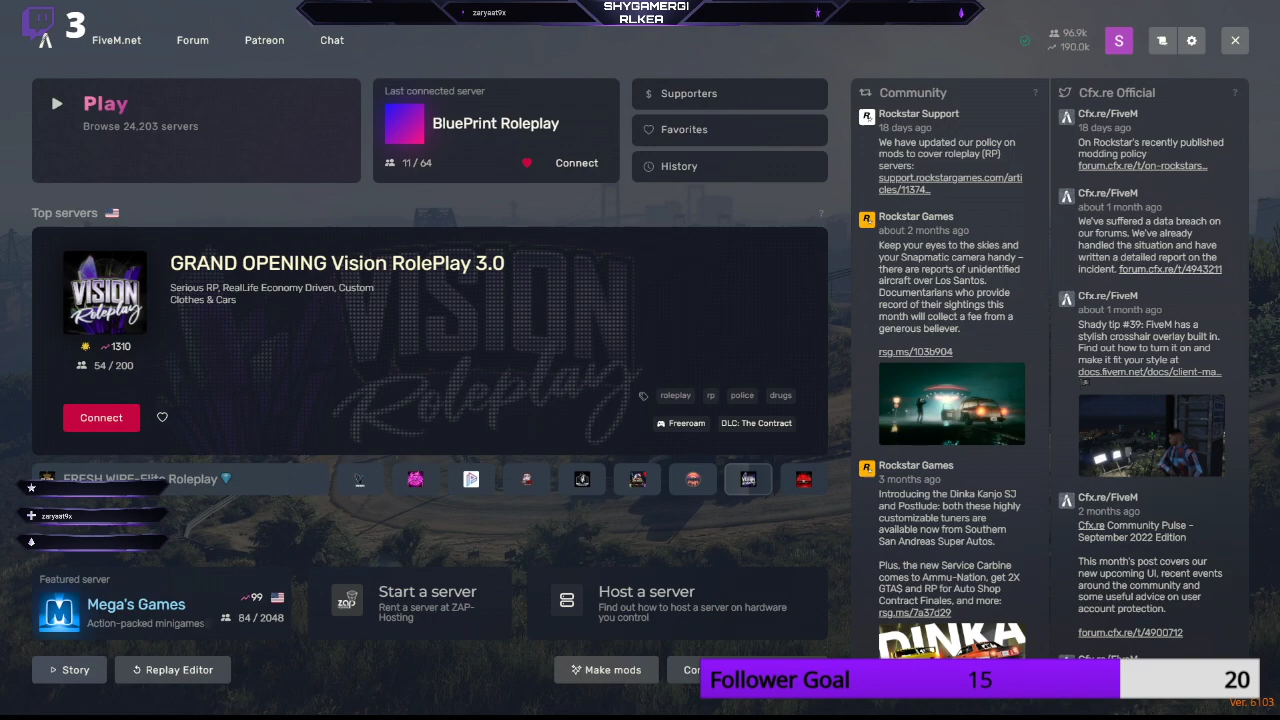 3
zaryaat9x
SHYGAMERGI
RLKEA
FiveM.net
Forum
Patreon
Chat
96.9k
190.0k
S
Play
Browse 24,203 servers
Last connected server
BluePrint Roleplay
11 / 64
Connect
$ Supporters
Favorites
History
Top servers
?
GRAND OPENING Vision RolePlay 3.0
Serious RP, RealLife Economy Driven, Custom
Clothes & Cars
VISION
Roleplay
1310
54 / 200
Connect
VISION
Roleplay
roleplay
rp
police
drugs
Freeroam
DLC: The Contract
FRESH WIPE-Elite Roleplay
zaryaat9x
Featured server
Mega's Games
Action-packed minigames
99
84 / 2048
ZAP
Start a server
Rent a server at ZAP-
Hosting
Host a server
Find out how to host a server on hardware
you control
Story
Replay Editor
Make mods
Community
?
Rockstar Support
18 days ago
We have updated our policy on
mods to cover roleplay (RP)
servers:
support.rockstargames.com/arti
cles/11374…
Rockstar Games
about 2 months ago
Keep your eyes to the skies and
your Snapmatic camera handy –
there are reports of unidentified
aircraft over Los Santos.
Documentarians who provide
record of their sightings this
month will collect a fee from a
generous believer.
rsg.ms/103b904
Rockstar Games
3 months ago
Introducing the Dinka Kanjo SJ
and Postlude: both these highly
customizable tuners are
available now from Southern
San Andreas Super Autos.
Plus, the new Service Carbine
comes to Ammu-Nation, get 2X
GTA$ and RP for Auto Shop
Contract Finales, and more:
rsg.ms/7a37d29
DINKA
Cfx.re Official
?
Cfx.re/FiveM
18 days ago
On Rockstar's recently published
modding policy
forum.cfx.re/t/on-rockstars…
Cfx.re/FiveM
about 1 month ago
We've suffered a data breach on
our forums. We've already
handled the situation and have
written a detailed report on the
incident. forum.cfx.re/t/4943211
Cfx.re/FiveM
about 1 month ago
Shady tip #39: FiveM has a
stylish crosshair overlay built in.
Find out how to turn it on and
make it fit your style at
docs.fivem.net/docs/client-ma…
Cfx.re/FiveM
2 months ago
Cfx.re Community Pulse –
September 2022 Edition
This month's post covers our
new upcoming UI, recent events
around the community and
some useful advice on user
account protection.
forum.cfx.re/t/4900712
Follower Goal
15
20
Ver. 6103